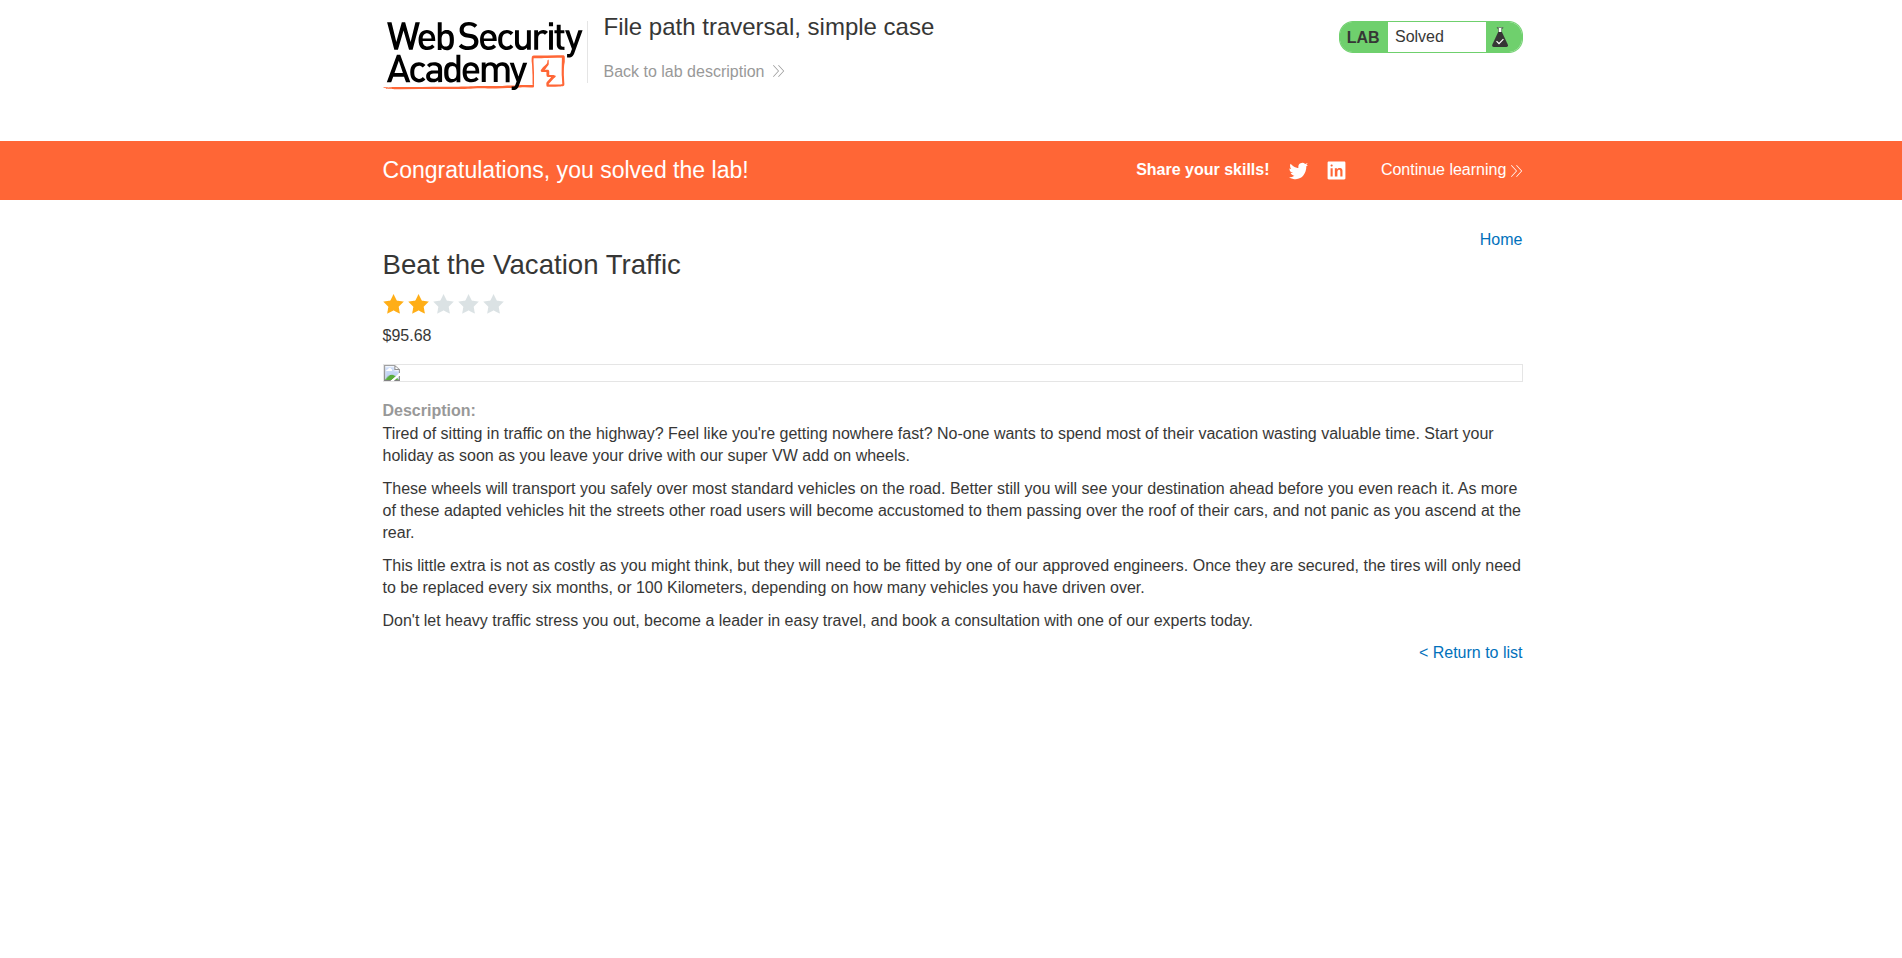 Web Security
Academy
File path traversal, simple case
Back to lab description
LAB Solved
Congratulations, you solved the lab!
Share your skills!
Continue learning
Home
Beat the Vacation Traffic
$95.68
Description:
Tired of sitting in traffic on the highway? Feel like you're getting nowhere fast? No-one wants to spend most of their vacation wasting valuable time. Start your
holiday as soon as you leave your drive with our super VW add on wheels.
These wheels will transport you safely over most standard vehicles on the road. Better still you will see your destination ahead before you even reach it. As more
of these adapted vehicles hit the streets other road users will become accustomed to them passing over the roof of their cars, and not panic as you ascend at the
rear.
This little extra is not as costly as you might think, but they will need to be fitted by one of our approved engineers. Once they are secured, the tires will only need
to be replaced every six months, or 100 Kilometers, depending on how many vehicles you have driven over.
Don't let heavy traffic stress you out, become a leader in easy travel, and book a consultation with one of our experts today.
< Return to list